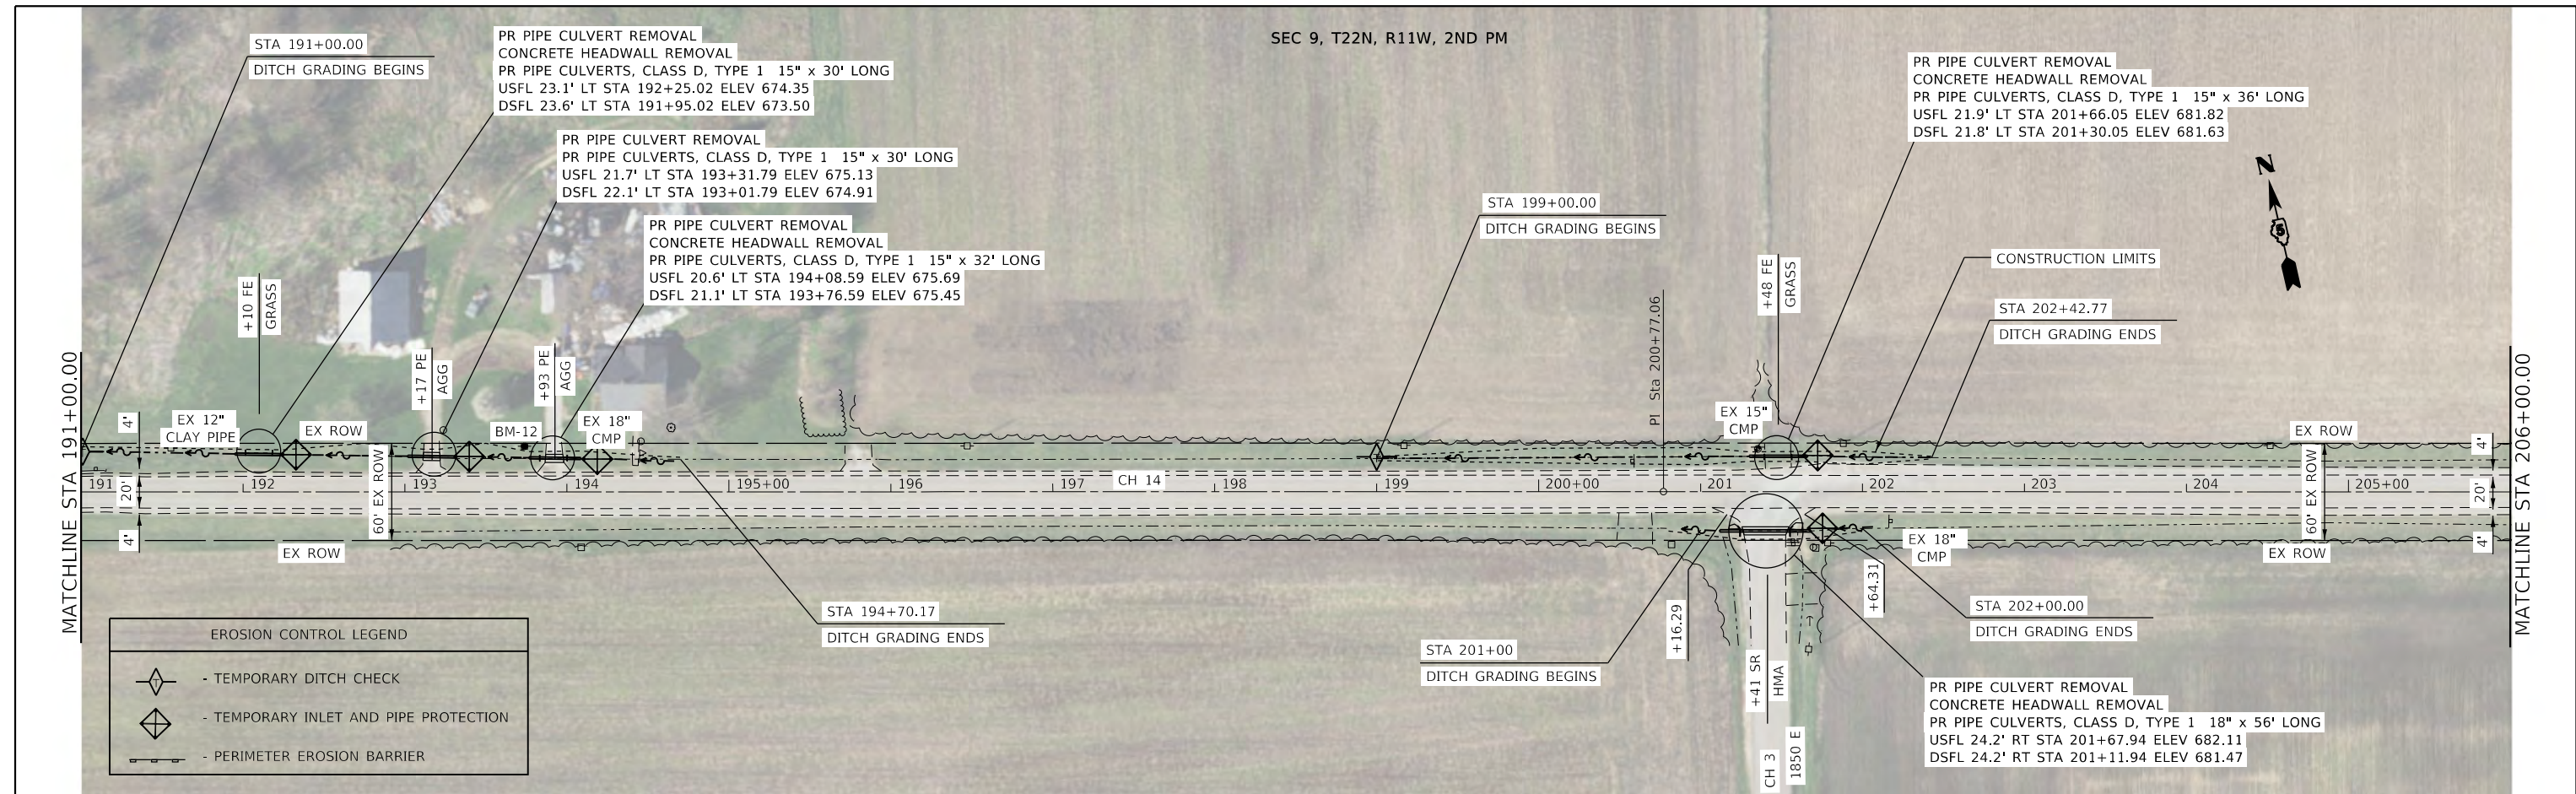 SEC 9, T22N, R11W, 2ND PM
STA 191+00.00
DITCH GRADING BEGINS
PR PIPE CULVERT REMOVAL
CONCRETE HEADWALL REMOVAL
PR PIPE CULVERTS, CLASS D, TYPE 1 15" x 30' LONG
USFL 23.1' LT STA 192+25.02 ELEV 674.35
DSFL 23.6' LT STA 191+95.02 ELEV 673.50
PR PIPE CULVERT REMOVAL
PR PIPE CULVERTS, CLASS D, TYPE 1 15" x 30' LONG
USFL 21.7' LT STA 193+31.79 ELEV 675.13
DSFL 22.1' LT STA 193+01.79 ELEV 674.91
PR PIPE CULVERT REMOVAL
CONCRETE HEADWALL REMOVAL
PR PIPE CULVERTS, CLASS D, TYPE 1 15" x 32' LONG
USFL 20.6' LT STA 194+08.59 ELEV 675.69
DSFL 21.1' LT STA 193+76.59 ELEV 675.45
STA 199+00.00
DITCH GRADING BEGINS
PR PIPE CULVERT REMOVAL
CONCRETE HEADWALL REMOVAL
PR PIPE CULVERTS, CLASS D, TYPE 1 15" x 36' LONG
USFL 21.9' LT STA 201+66.05 ELEV 681.82
DSFL 21.8' LT STA 201+30.05 ELEV 681.63
N
5
CONSTRUCTION LIMITS
STA 202+42.77
DITCH GRADING ENDS
+10 FE
GRASS
+17 PE
AGG
+93 PE
AGG
PI Sta 200+77.06
+48 FE
GRASS
MATCHLINE STA 191+00.00
4'
EX 12"
CLAY PIPE
EX ROW
BM-12
EX 18"
CMP
EX 15"
CMP
EX ROW
4'
191
192
193
194
195+00
196
197
CH 14
198
199
200+00
201
202
203
204
205+00
20'
60' EX ROW
60' EX ROW
20'
4'
EX ROW
EX 18"
CMP
EX ROW
4'
MATCHLINE STA 206+00.00
STA 194+70.17
DITCH GRADING ENDS
STA 201+00
DITCH GRADING BEGINS
+16.29
+41 SR
HMA
+64.31
CH 3
1850 E
STA 202+00.00
DITCH GRADING ENDS
PR PIPE CULVERT REMOVAL
CONCRETE HEADWALL REMOVAL
PR PIPE CULVERTS, CLASS D, TYPE 1 18" x 56' LONG
USFL 24.2' RT STA 201+67.94 ELEV 682.11
DSFL 24.2' RT STA 201+11.94 ELEV 681.47
EROSION CONTROL LEGEND
T
- TEMPORARY DITCH CHECK
- TEMPORARY INLET AND PIPE PROTECTION
- PERIMETER EROSION BARRIER